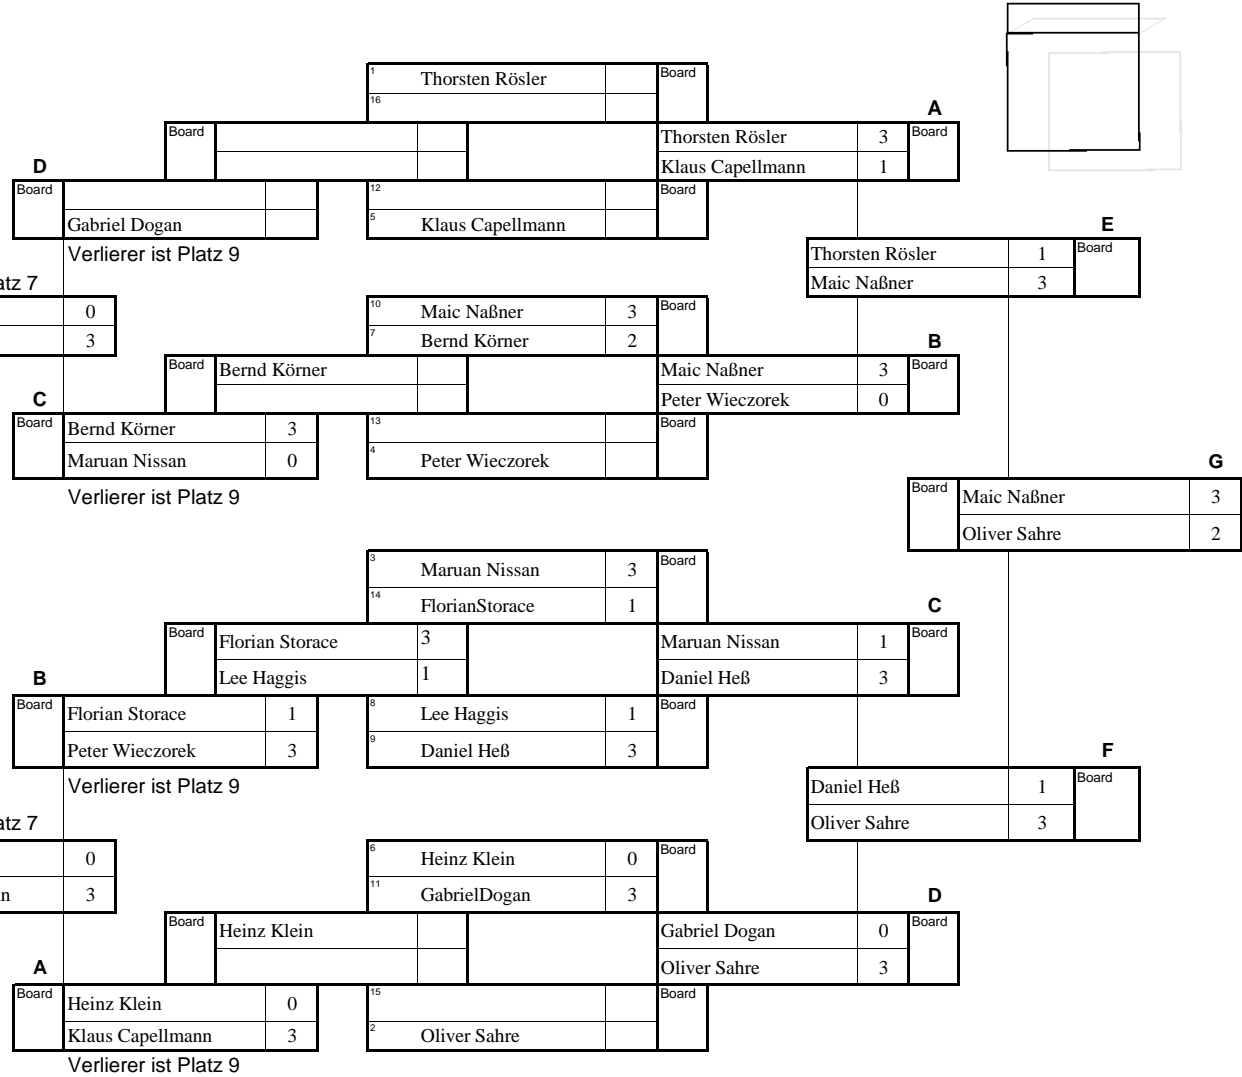 1 Thorsten Rösler Board
16
A
Board Thorsten Rösler 3 Board
Klaus Capellmann 1
D
Board 12 Board
Gabriel Dogan 5 Klaus Capellmann
E
Verlierer ist Platz 9 Thorsten Rösler 1 Board
Maic Naßner 3
atz 7
0 10 Maic Naßner 3 Board
3 7 Bernd Körner 2
B
Board Bernd Körner Maic Naßner 3 Board
Peter Wieczorek 0
C
Board Bernd Körner 3 13 Board
Maruan Nissan 0 4 Peter Wieczorek
G
Verlierer ist Platz 9 Board Maic Naßner 3
Oliver Sahre 2
3 Maruan Nissan 3 Board
14 FlorianStorace 1
C
Board Florian Storace 3 Maruan Nissan 1 Board
Lee Haggis 1 Daniel Heß 3
B
Board Florian Storace 1 8 Lee Haggis 1 Board
Peter Wieczorek 3 9 Daniel Heß 3
F
Verlierer ist Platz 9 Daniel Heß 1 Board
Oliver Sahre 3
atz 7
0 6 Heinz Klein 0 Board
n 3 11 GabrielDogan 3
D
Board Heinz Klein Gabriel Dogan 0 Board
Oliver Sahre 3
A
Board Heinz Klein 0 15 Board
Klaus Capellmann 3 2 Oliver Sahre
Verlierer ist Platz 9